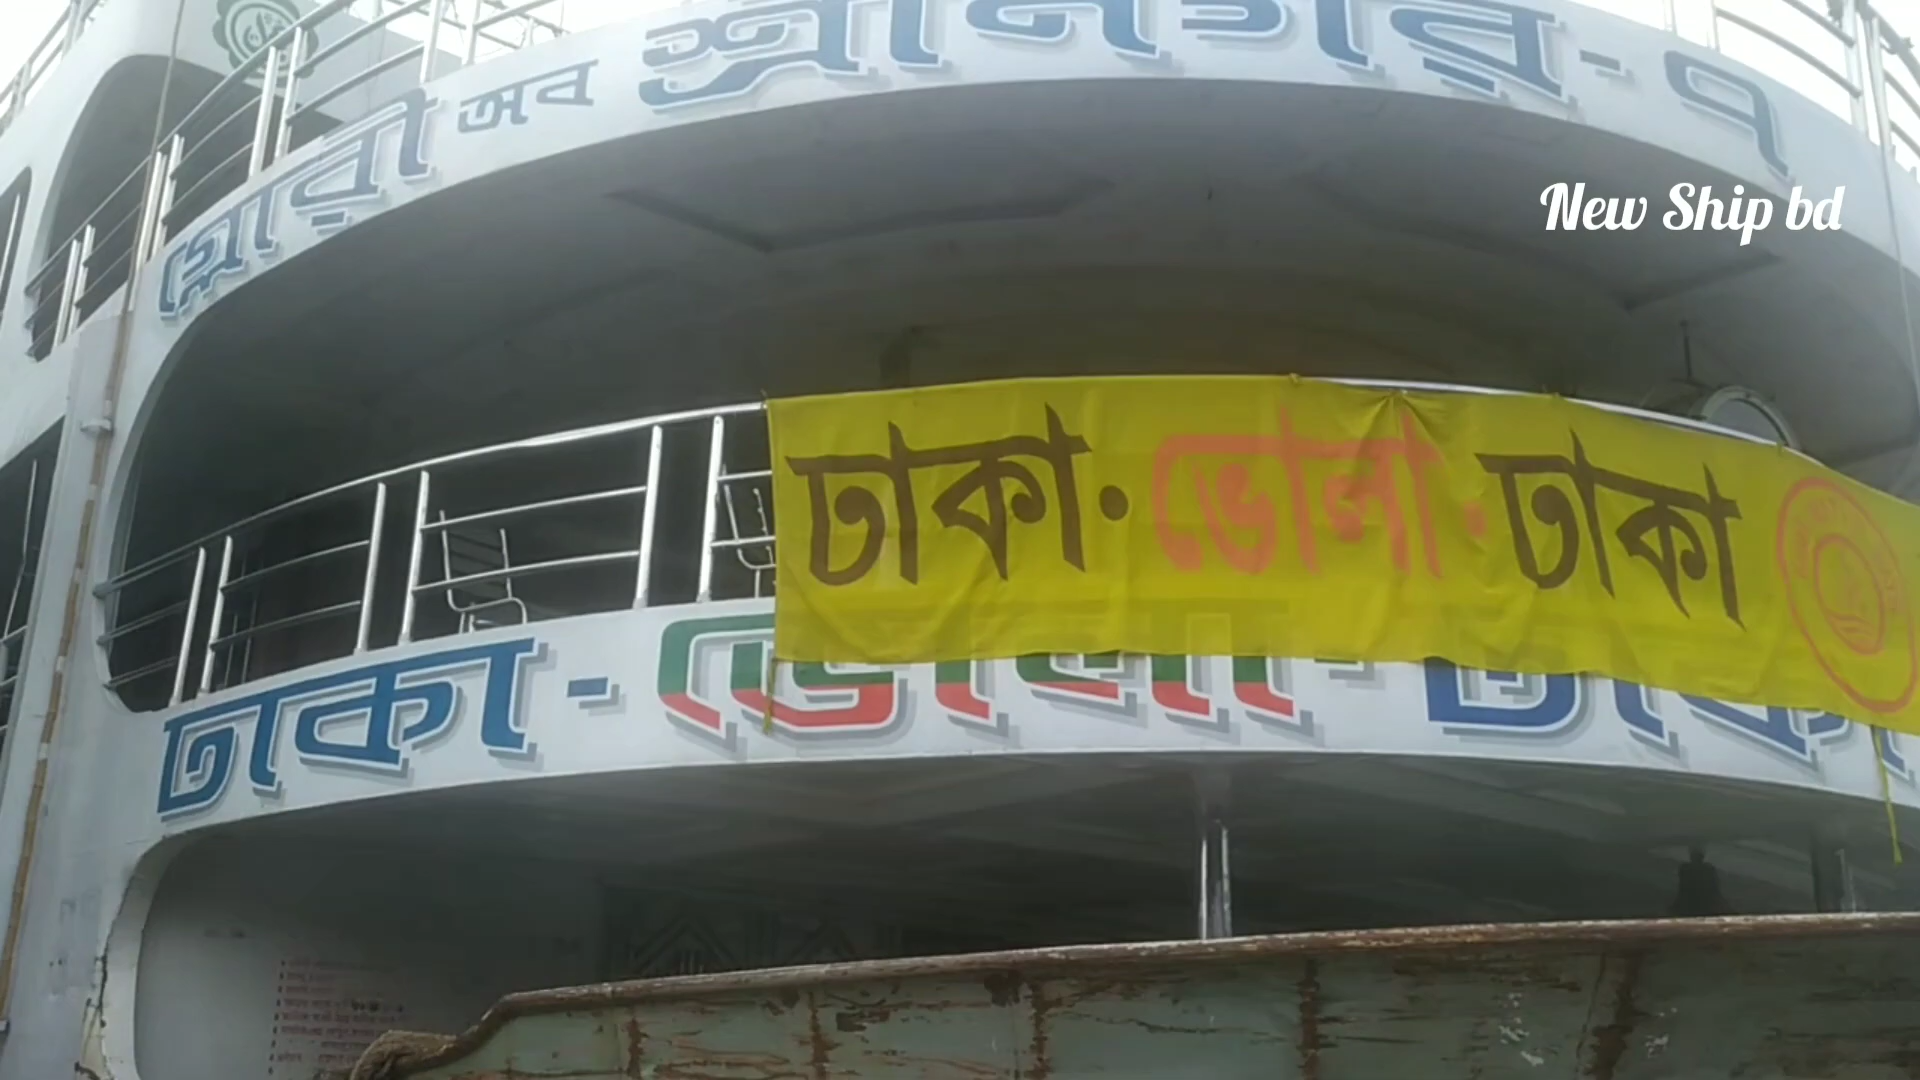 গ্লোরী অব শ্রীনগর-৭
New Ship bd
ঢাকা·ভোলা·ঢাকা
ঢাকা-ভোলা-ঢাকা